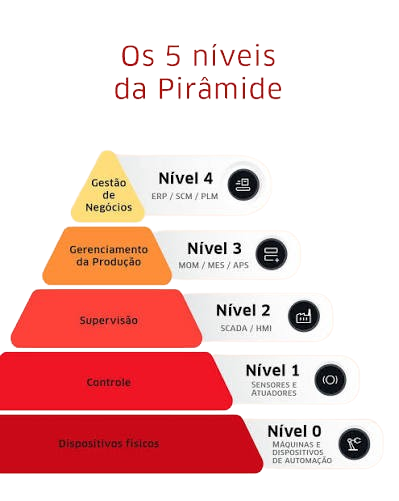 Os 5 níveis
da Pirâmide
Gestão
de
Negócios
Nível 4
ERP / SCM / PLM
Gerenciamento
da Produção
Nível 3
MOM / MES / APS
Supervisão
Nível 2
SCADA / HMI
Controle
Nível 1
SENSORES E
ATUADORES
Dispositivos físicos
Nível 0
MÁQUINAS E
DISPOSITIVOS
DE AUTOMAÇÃO